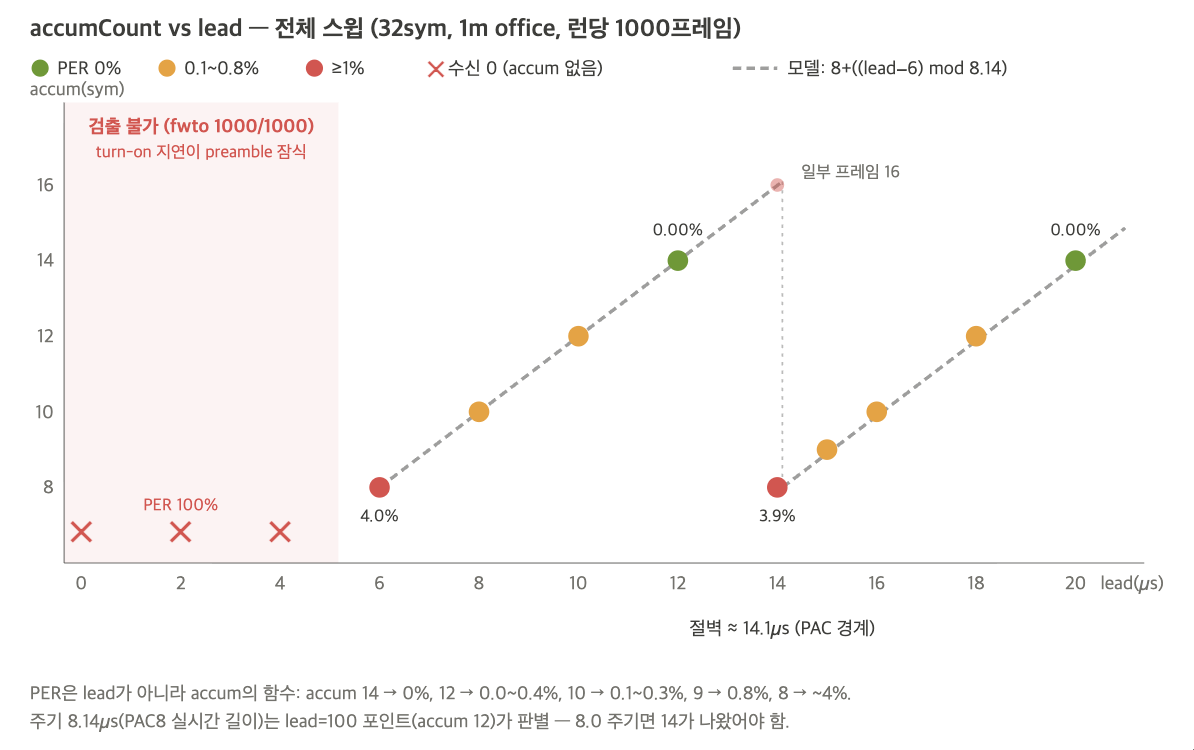 accumCount vs lead — 전체 스윕 (32sym, 1m office, 런당 1000프레임)
PER 0% 0.1~0.8% ≥1% 수신 0 (accum 없음) 모델: 8+((lead−6) mod 8.14)
accum(sym)
검출 불가 (fwto 1000/1000)
turn-on 지연이 preamble 잠식
16
일부 프레임 16
0.00%
0.00%
14
12
10
8
PER 100%
4.0%
3.9%
0 2 4 6 8 10 12 14 16 18 20 lead(μs)
절벽 ≈ 14.1μs (PAC 경계)
PER은 lead가 아니라 accum의 함수: accum 14 → 0%, 12 → 0.0~0.4%, 10 → 0.1~0.3%, 9 → 0.8%, 8 → ~4%.
주기 8.14μs(PAC8 실시간 길이)는 lead=100 포인트(accum 12)가 판별 — 8.0 주기면 14가 나왔어야 함.